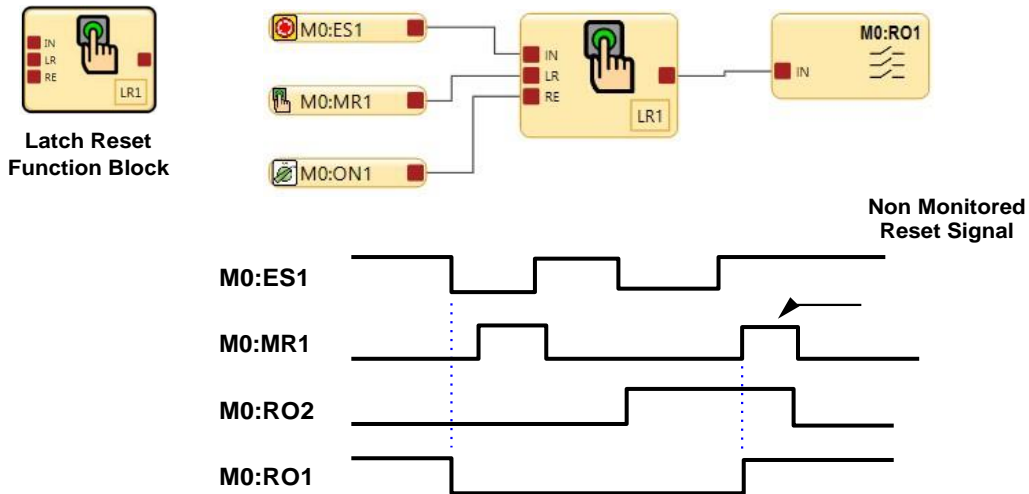 IN
LR
RE
LR1
Latch Reset
Function Block
M0:ES1
M0:MR1
M0:ON1
IN
LR
RE
LR1
M0:RO1
IN
Non Monitored
Reset Signal
M0:ES1
M0:MR1
M0:RO2
M0:RO1